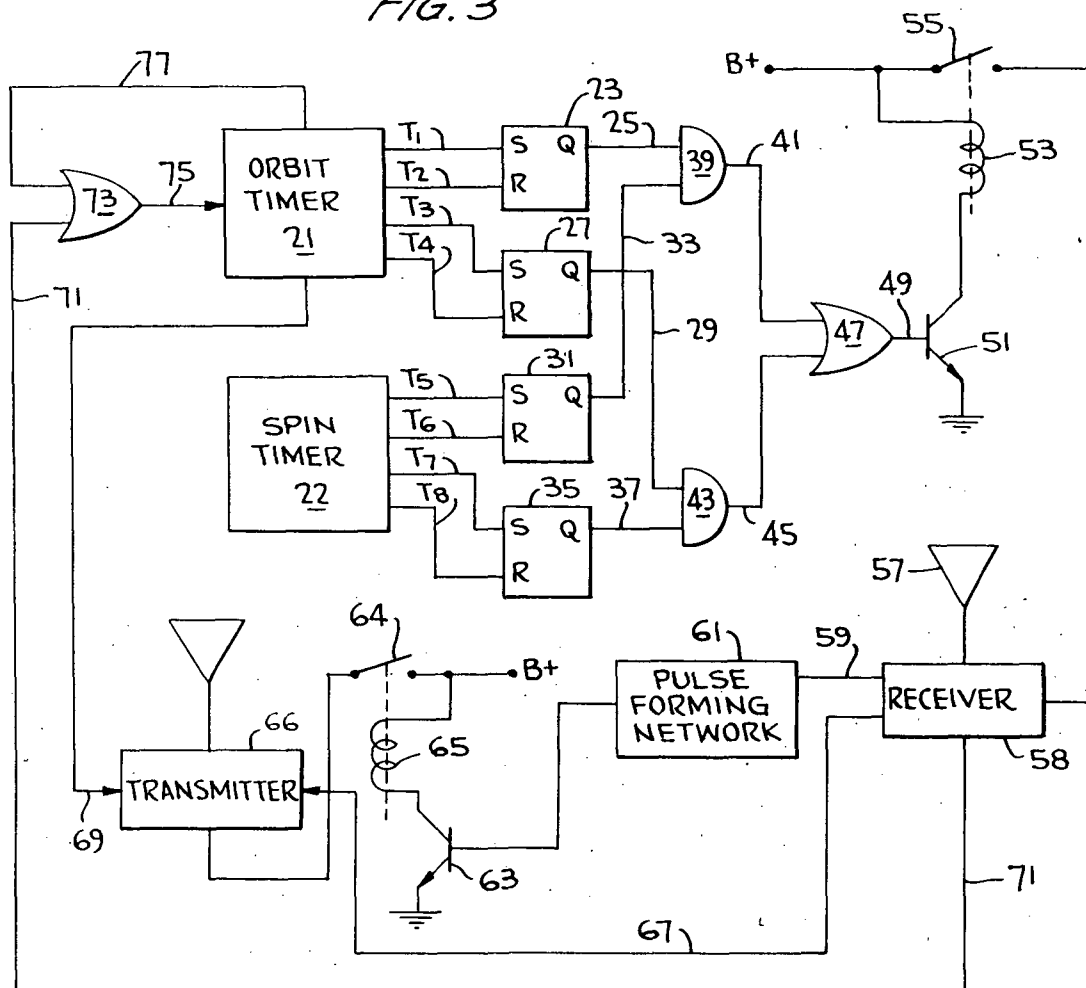 FIG. 3
55
B+
77
23
T1
S
Q
25
41
39
53
ORBIT
TIMER
21
T2
R
75
73
T3
27
33
T4
S
Q
R
71
29
49
47
51
31
T5
S
Q
SPIN
TIMER
22
T6
R
T7
35
37
43
T8
S
Q
45
R
57
64
61
59
B+
PULSE
FORMING
NETWORK
RECEIVER
66
65
58
TRANSMITTER
69
63
71
67